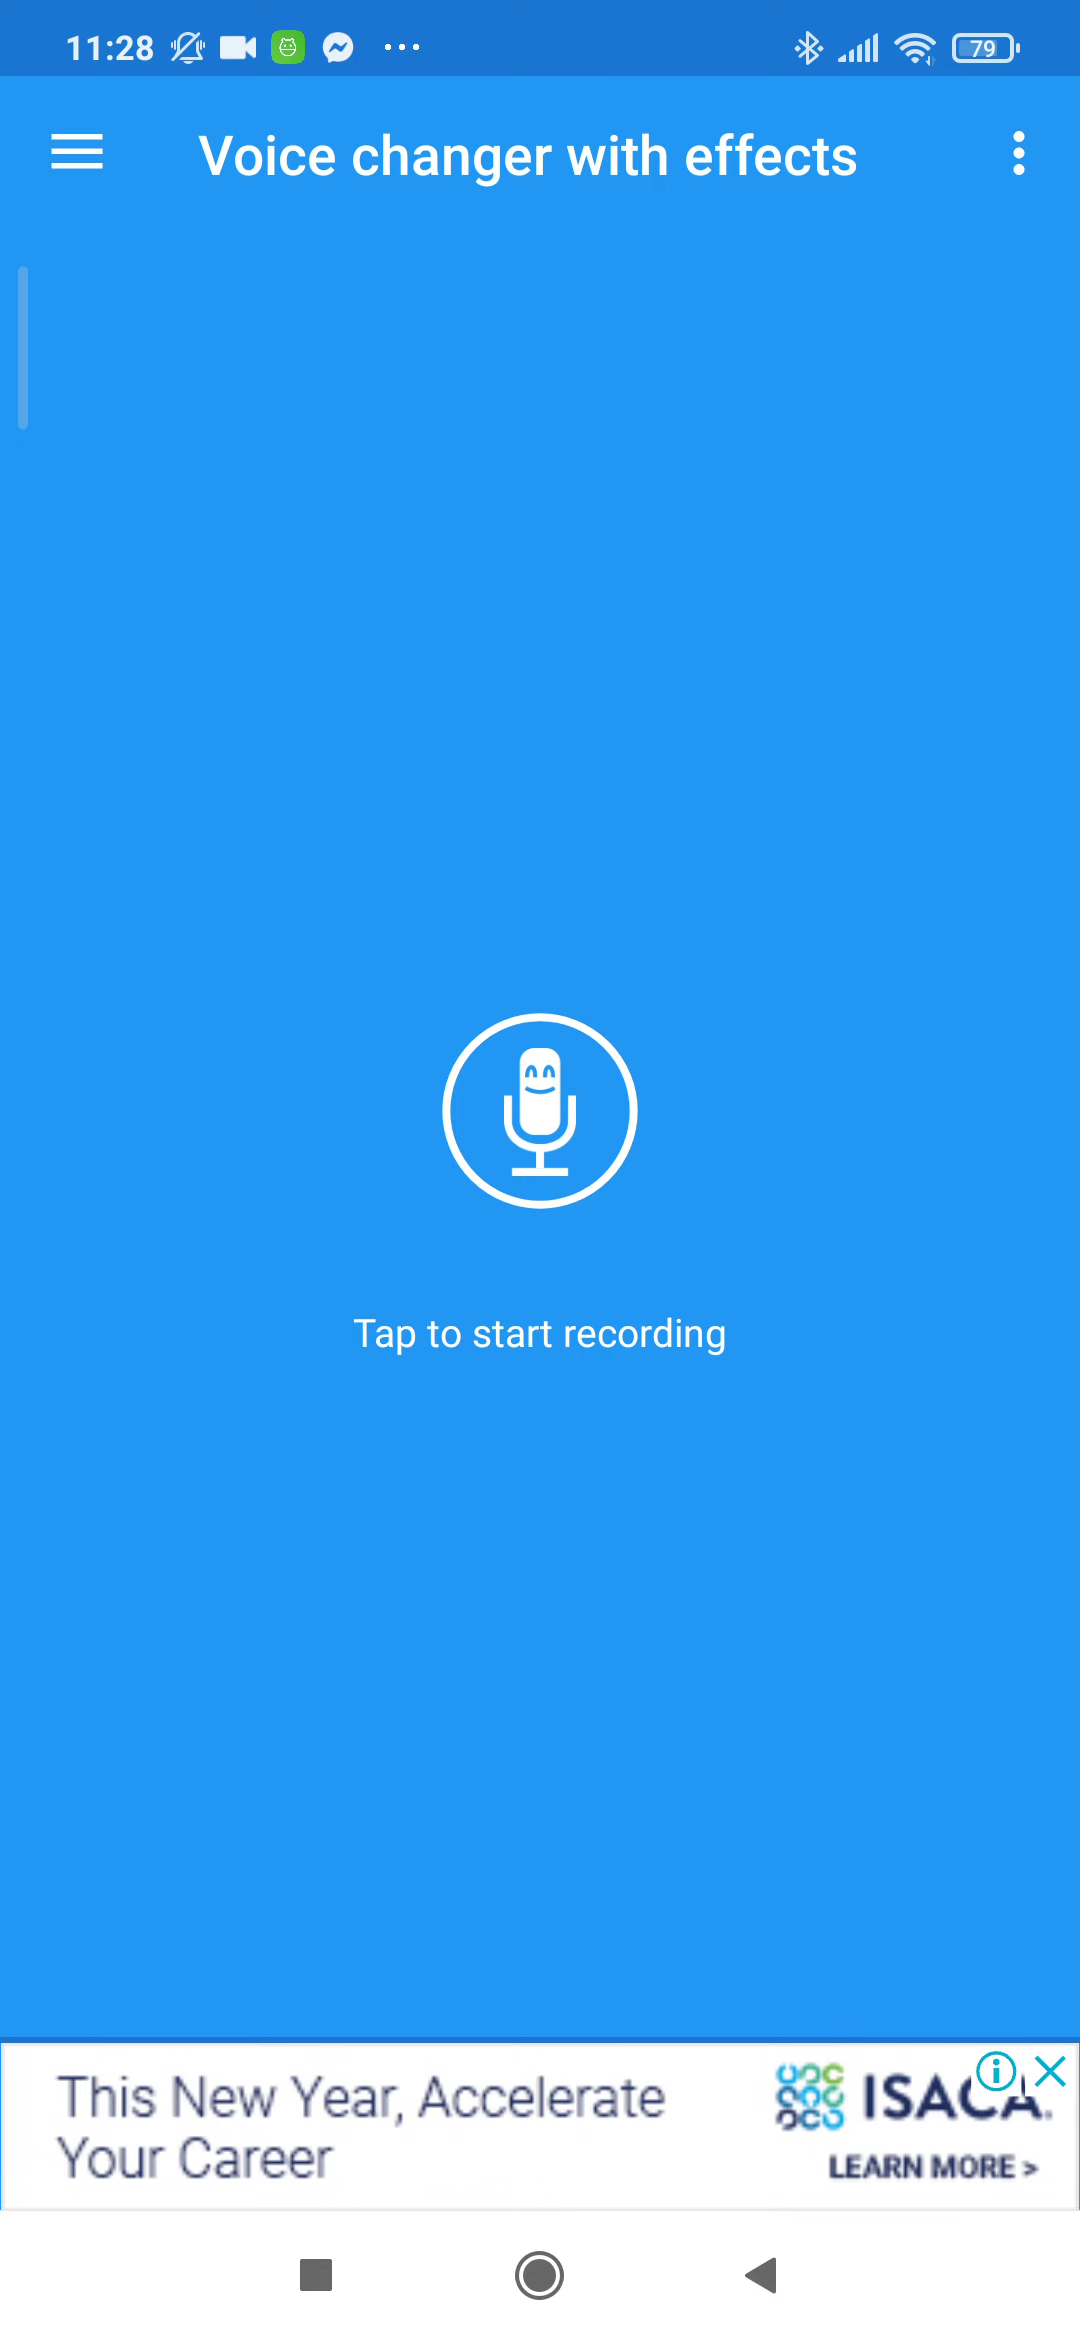 11:28
79
Voice changer with effects
Tap to start recording
This New Year, Accelerate
Your Career
ISACA.
LEARN MORE >